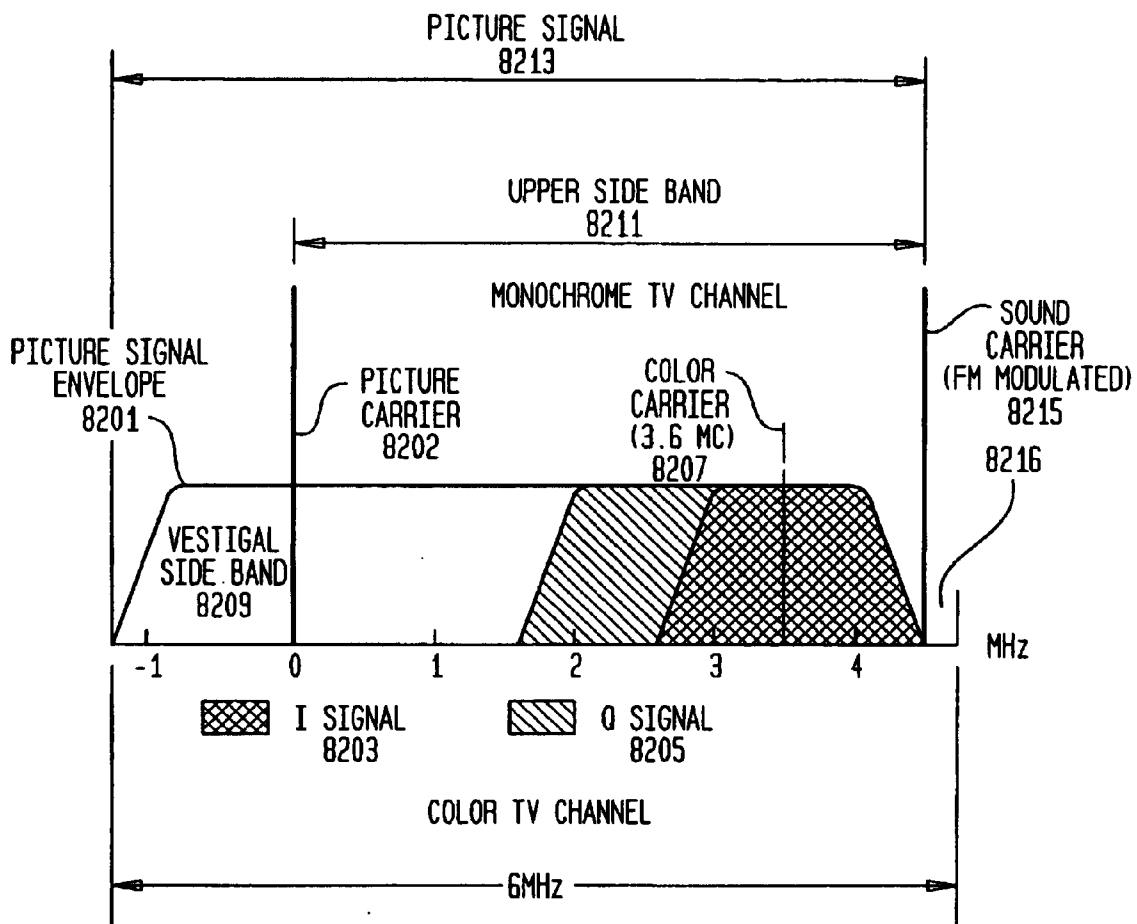 PICTURE SIGNAL
8213
UPPER SIDE BAND
8211
MONOCHROME TV CHANNEL
PICTURE SIGNAL
ENVELOPE
8201
PICTURE
CARRIER
8202
COLOR
CARRIER
(3.6 MC)
8207
SOUND
CARRIER
(FM MODULATED)
8215
8216
VESTIGAL
SIDE BAND
8209
-1 0 1 2 3 4 MHz
I SIGNAL
8203
Q SIGNAL
8205
COLOR TV CHANNEL
6MHz